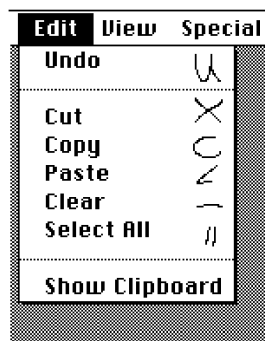 Edit View Special
Undo U
Cut X
Copy C
Paste Z
Clear —
Select All //
Show Clipboard